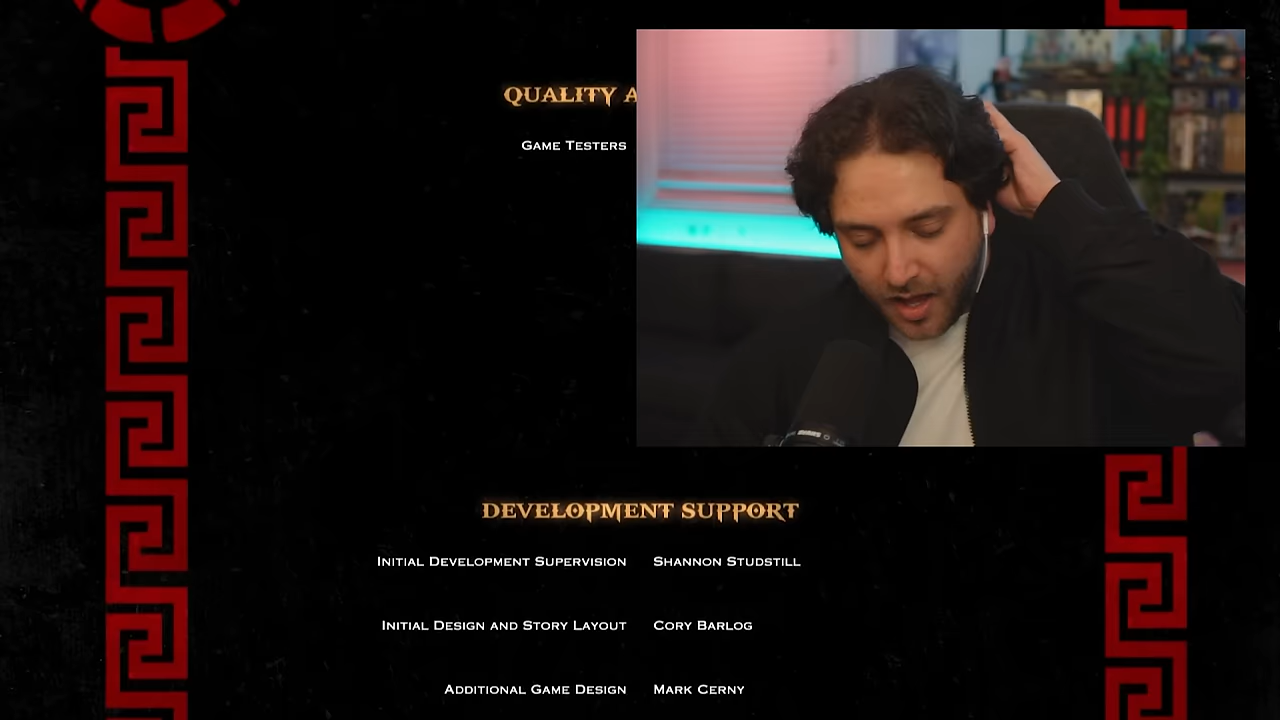 QUALITY A
GAME TESTERS
DEVELOPMENT SUPPORT
INITIAL DEVELOPMENT SUPERVISION SHANNON STUDSTILL
INITIAL DESIGN AND STORY LAYOUT CORY BARLOG
ADDITIONAL GAME DESIGN MARK CERNY